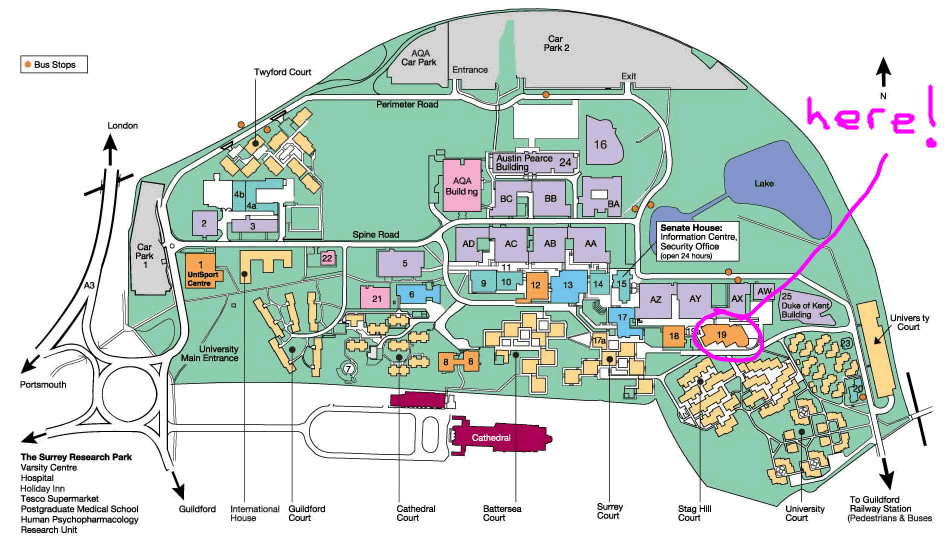 Bus Stops
AQA
Car Park
Car
Park 2
Entrance
Exit
Twyford Court
Perimeter Road
N
here!
London
16
Austin Pearce
Building
24
AQA
Building
4b
4a
BC
BB
BA
Lake
2
3
Senate House:
Information Centre,
Security Office
(open 24 hours)
Spine Road
Car
Park 1
1
UniSport
Centre
22
5
AD
AC
AB
AA
11
9
10
12
13
14
15
A3
21
6
AZ
AY
AX
AW
25
Duke of Kent
Building
17
University
Court
University
Main Entrance
17a
18
19
23
Portsmouth
7
8
8
20
Cathedral
The Surrey Research Park
Varsity Centre
Hospital
Holiday Inn
Tesco Supermarket
Postgraduate Medical School
Human Psychopharmacology
Research Unit
Guildford
International
House
Guildford
Court
Cathedral
Court
Battersea
Court
Surrey
Court
Stag Hill
Court
University
Court
To Guildford
Railway Station
(Pedestrians & Buses